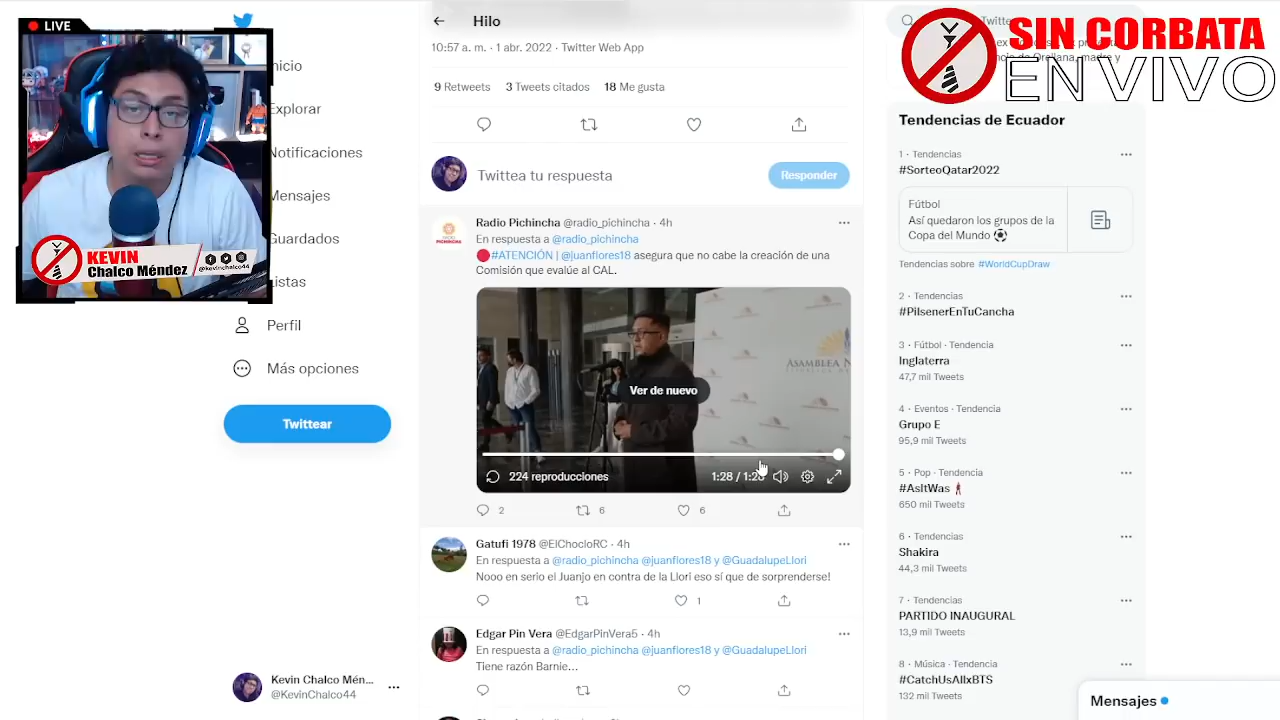 LIVE
KEVIN
Chalco Méndez
@kevinchalco44
SIN CORBATA
EN VIVO
Inicio
Explorar
Notificaciones
Mensajes
Guardados
Listas
Perfil
Más opciones
Twittear
Kevin Chalco Mén...
@KevinChalco44
Hilo
10:57 a. m. · 1 abr. 2022 · Twitter Web App
9 Retweets 3 Tweets citados 18 Me gusta
Twittea tu respuesta
Responder
Radio Pichincha @radio_pichincha · 4h
En respuesta a @radio_pichincha
🔴#ATENCIÓN | @juanflores18 asegura que no cabe la creación de una
Comisión que evalúe al CAL.
ASAMBLEA N
Ver de nuevo
224 reproducciones
1:28 / 1:28
2 6 6
Gatufi 1978 @ElChocloRC · 4h
En respuesta a @radio_pichincha @juanflores18 y @GuadalupeLlori
Nooo en serio el Juanjo en contra de la Llori eso sí que de sorprenderse!
1
Edgar Pin Vera @EdgarPinVera5 · 4h
En respuesta a @radio_pichincha @juanflores18 y @GuadalupeLlori
Tiene razón Barnie...
Tendencias de Ecuador
1 · Tendencias
#SorteoQatar2022
Fútbol
Así quedaron los grupos de la
Copa del Mundo ⚽
Tendencias sobre #WorldCupDraw
2 · Tendencias
#PilsenerEnTuCancha
3 · Fútbol · Tendencia
Inglaterra
47,7 mil Tweets
4 · Eventos · Tendencia
Grupo E
95,9 mil Tweets
5 · Pop · Tendencia
#AsItWas
650 mil Tweets
6 · Tendencias
Shakira
44,3 mil Tweets
7 · Tendencias
PARTIDO INAUGURAL
13,9 mil Tweets
8 · Música · Tendencia
#CatchUsAllxBTS
132 mil Tweets
Mensajes